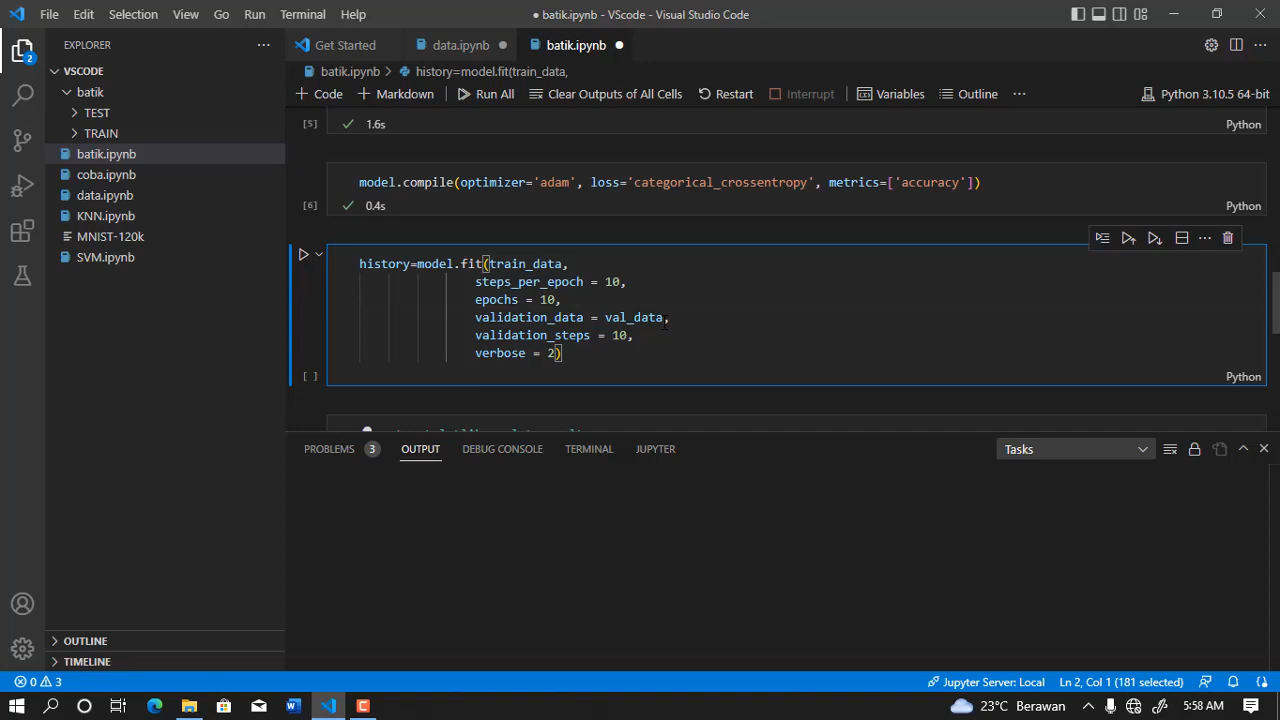 File Edit Selection View Go Run Terminal Help
● batik.ipynb - VScode - Visual Studio Code
EXPLORER
VSCODE
batik
TEST
TRAIN
batik.ipynb
coba.ipynb
data.ipynb
KNN.ipynb
MNIST-120k
SVM.ipynb
OUTLINE
TIMELINE
2
Get Started data.ipynb batik.ipynb
batik.ipynb > history=model.fit(train_data,
+ Code + Markdown Run All Clear Outputs of All Cells Restart Interrupt Variables Outline ... Python 3.10.5 64-bit
[5] 1.6s Python
model.compile(optimizer='adam', loss='categorical_crossentropy', metrics=['accuracy'])
[6] 0.4s Python
history=model.fit(train_data,
steps_per_epoch = 10,
epochs = 10,
validation_data = val_data,
validation_steps = 10,
verbose = 2)
[ ] Python
PROBLEMS 3 OUTPUT DEBUG CONSOLE TERMINAL JUPYTER Tasks
0 3 Jupyter Server: Local Ln 2, Col 1 (181 selected)
23°C Berawan 5:58 AM